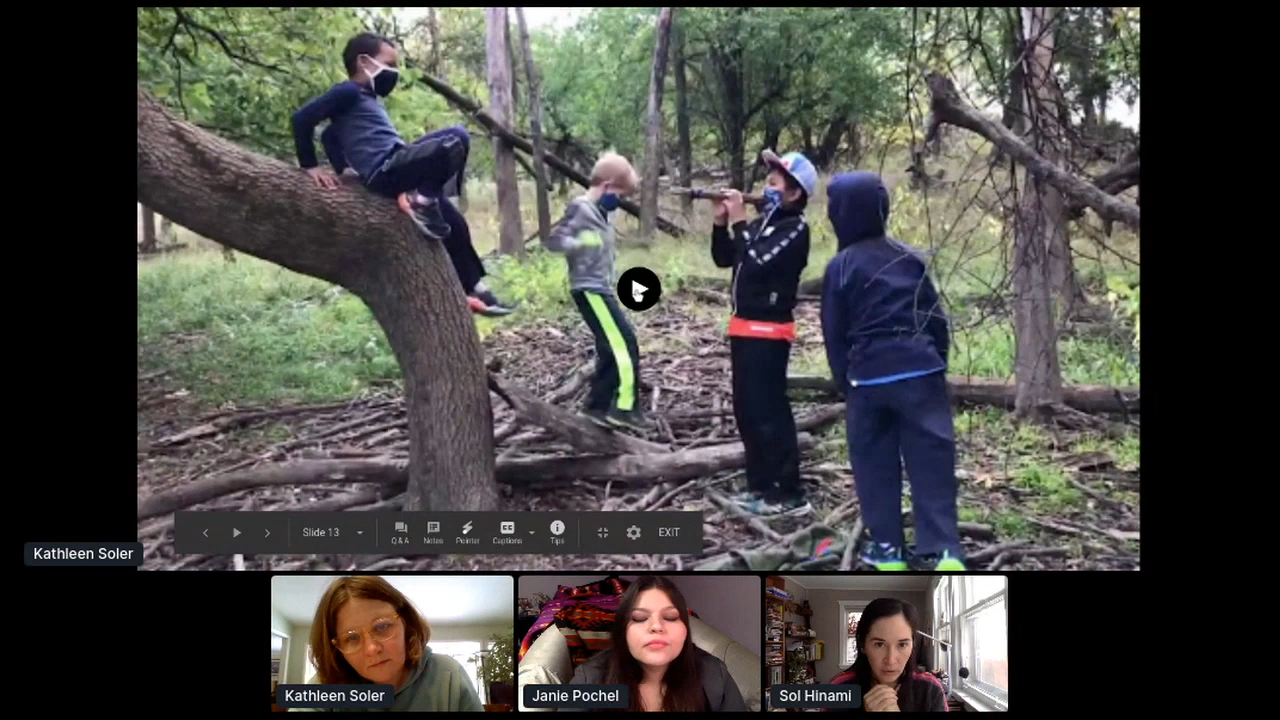 Slide 13
Q & A
Notes
Pointer
Captions
Tips
EXIT
Kathleen Soler
Kathleen Soler
Janie Pochel
Sol Hinami